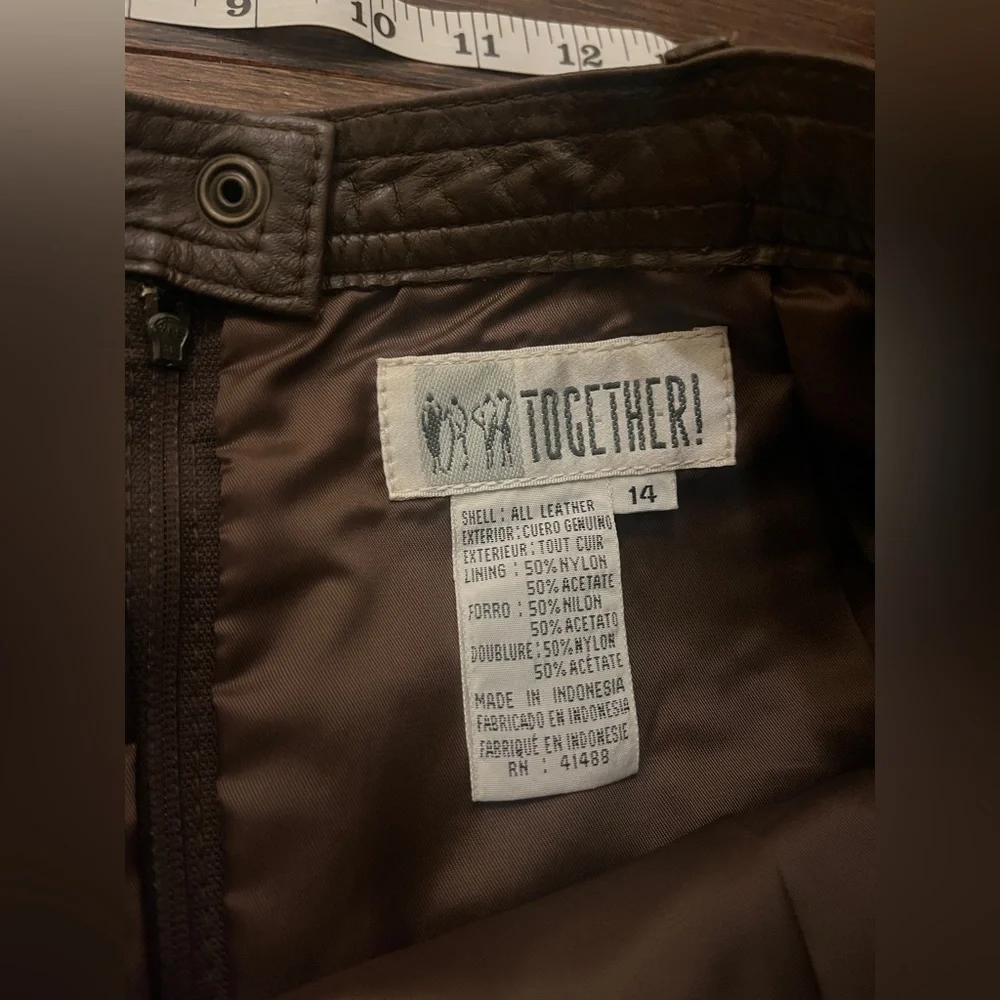 9 10 11 12
TOGETHER!
14
SHELL : ALL LEATHER
EXTERIOR : CUERO GENUINO
EXTERIEUR : TOUT CUIR
LINING : 50% NYLON
50% ACETATE
FORRO : 50% NILON
50% ACETATO
DOUBLURE : 50% NYLON
50% ACÉTATE
MADE IN INDONESIA
FABRICADO EN INDONESIA
FABRIQUÉ EN INDONESIE
RN : 41488